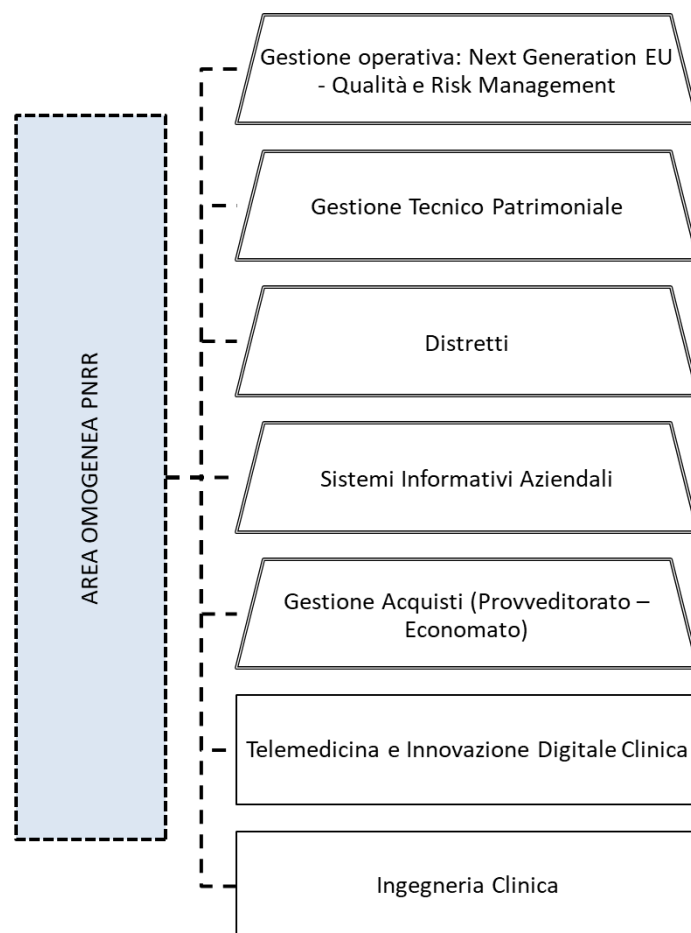 AREA OMOGENEA PNRR
Gestione operativa: Next Generation EU
- Qualità e Risk Management
Gestione Tecnico Patrimoniale
Distretti
Sistemi Informativi Aziendali
Gestione Acquisti (Provveditorato –
Economato)
Telemedicina e Innovazione Digitale Clinica
Ingegneria Clinica